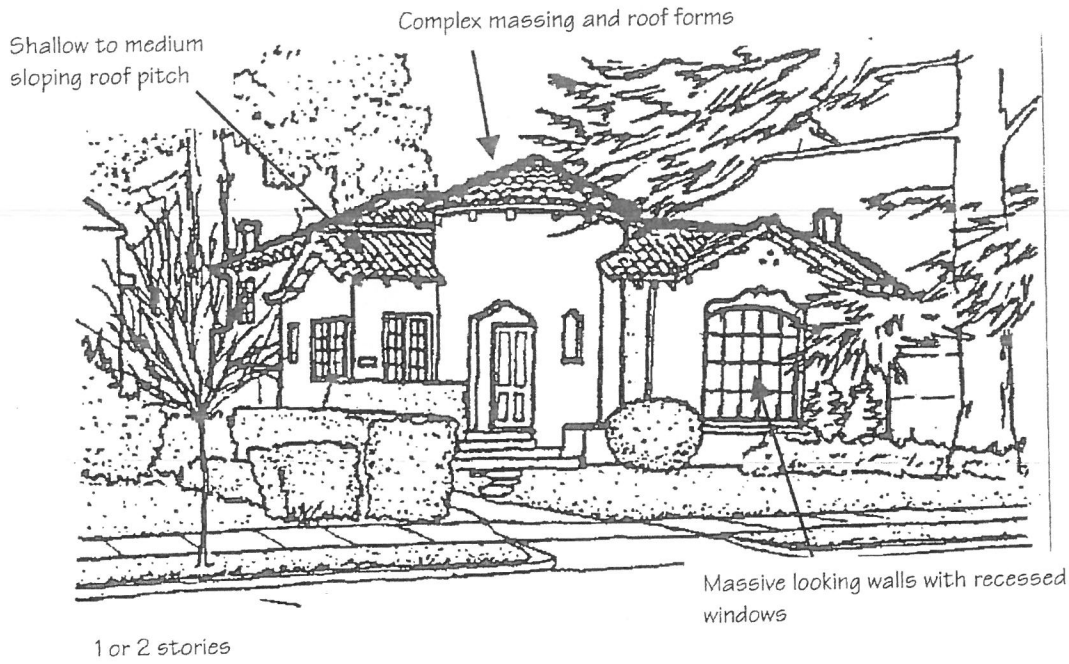 Complex massing and roof forms
Shallow to medium
sloping roof pitch
Massive looking walls with recessed
windows
1 or 2 stories